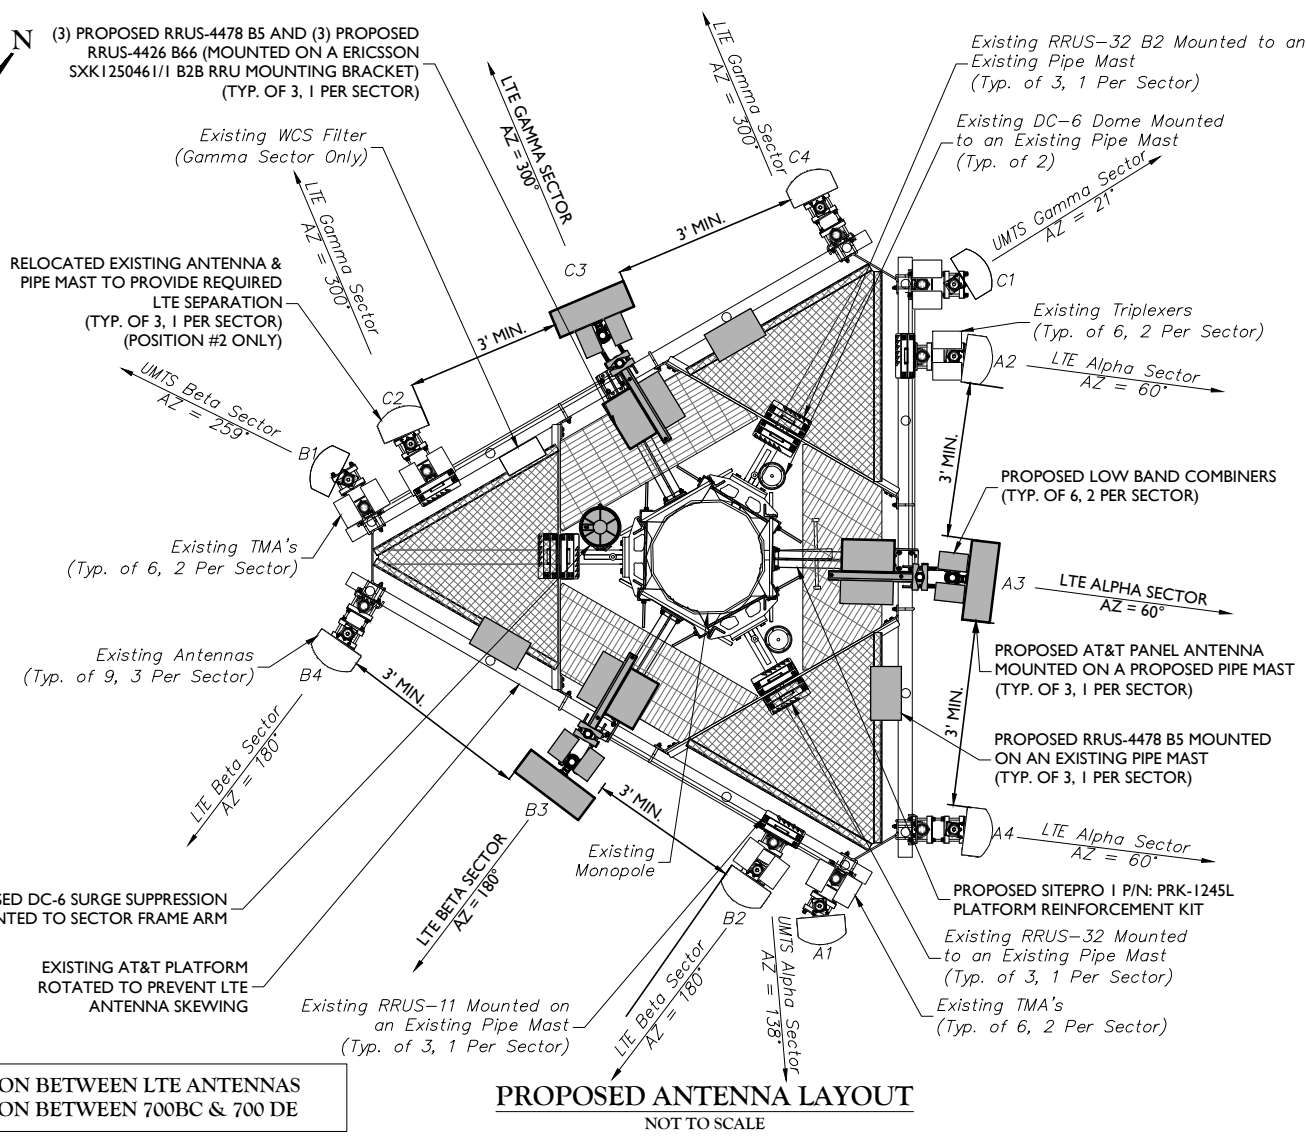 N
(3) PROPOSED RRUS-4478 B5 AND (3) PROPOSED
RRUS-4426 B66 (MOUNTED ON A ERICSSON
SXK1250461/1 B2B RRU MOUNTING BRACKET)
(TYP. OF 3, 1 PER SECTOR)
Existing WCS Filter
(Gamma Sector Only)
LTE GAMMA SECTOR
AZ = 300°
LTE Gamma Sector
AZ = 300°
LTE Gamma Sector
AZ = 300°
Existing RRUS-32 B2 Mounted to an
Existing Pipe Mast
(Typ. of 3, 1 Per Sector)
Existing DC-6 Dome Mounted
to an Existing Pipe Mast
(Typ. of 2)
UMTS Gamma Sector
AZ = 21°
C4
C3
C1
3' MIN.
3' MIN.
RELOCATED EXISTING ANTENNA &
PIPE MAST TO PROVIDE REQUIRED
LTE SEPARATION
(TYP. OF 3, 1 PER SECTOR)
(POSITION #2 ONLY)
Existing Triplexers
(Typ. of 6, 2 Per Sector)
A2
LTE Alpha Sector
AZ = 60°
UMTS Beta Sector
AZ = 259°
C2
B1
3' MIN.
PROPOSED LOW BAND COMBINERS
(TYP. OF 6, 2 PER SECTOR)
Existing TMA's
(Typ. of 6, 2 Per Sector)
A3
LTE ALPHA SECTOR
AZ = 60°
Existing Antennas
(Typ. of 9, 3 Per Sector)
B4
3' MIN.
PROPOSED AT&T PANEL ANTENNA
MOUNTED ON A PROPOSED PIPE MAST
(TYP. OF 3, 1 PER SECTOR)
3' MIN.
PROPOSED RRUS-4478 B5 MOUNTED
ON AN EXISTING PIPE MAST
(TYP. OF 3, 1 PER SECTOR)
LTE Beta Sector
AZ = 180°
B3
3' MIN.
Existing
Monopole
A4
LTE Alpha Sector
AZ = 60°
SED DC-6 SURGE SUPPRESSION
NTED TO SECTOR FRAME ARM
LTE BETA SECTOR
AZ = 180°
B2
A1
PROPOSED SITEPRO 1 P/N: PRK-1245L
PLATFORM REINFORCEMENT KIT
Existing RRUS-32 Mounted
to an Existing Pipe Mast
(Typ. of 3, 1 Per Sector)
EXISTING AT&T PLATFORM
ROTATED TO PREVENT LTE
ANTENNA SKEWING
Existing RRUS-11 Mounted on
an Existing Pipe Mast
(Typ. of 3, 1 Per Sector)
LTE Beta Sector
AZ = 180°
UMTS Alpha Sector
AZ = 138°
Existing TMA's
(Typ. of 6, 2 Per Sector)
ON BETWEEN LTE ANTENNAS
ON BETWEEN 700BC & 700 DE
PROPOSED ANTENNA LAYOUT
NOT TO SCALE